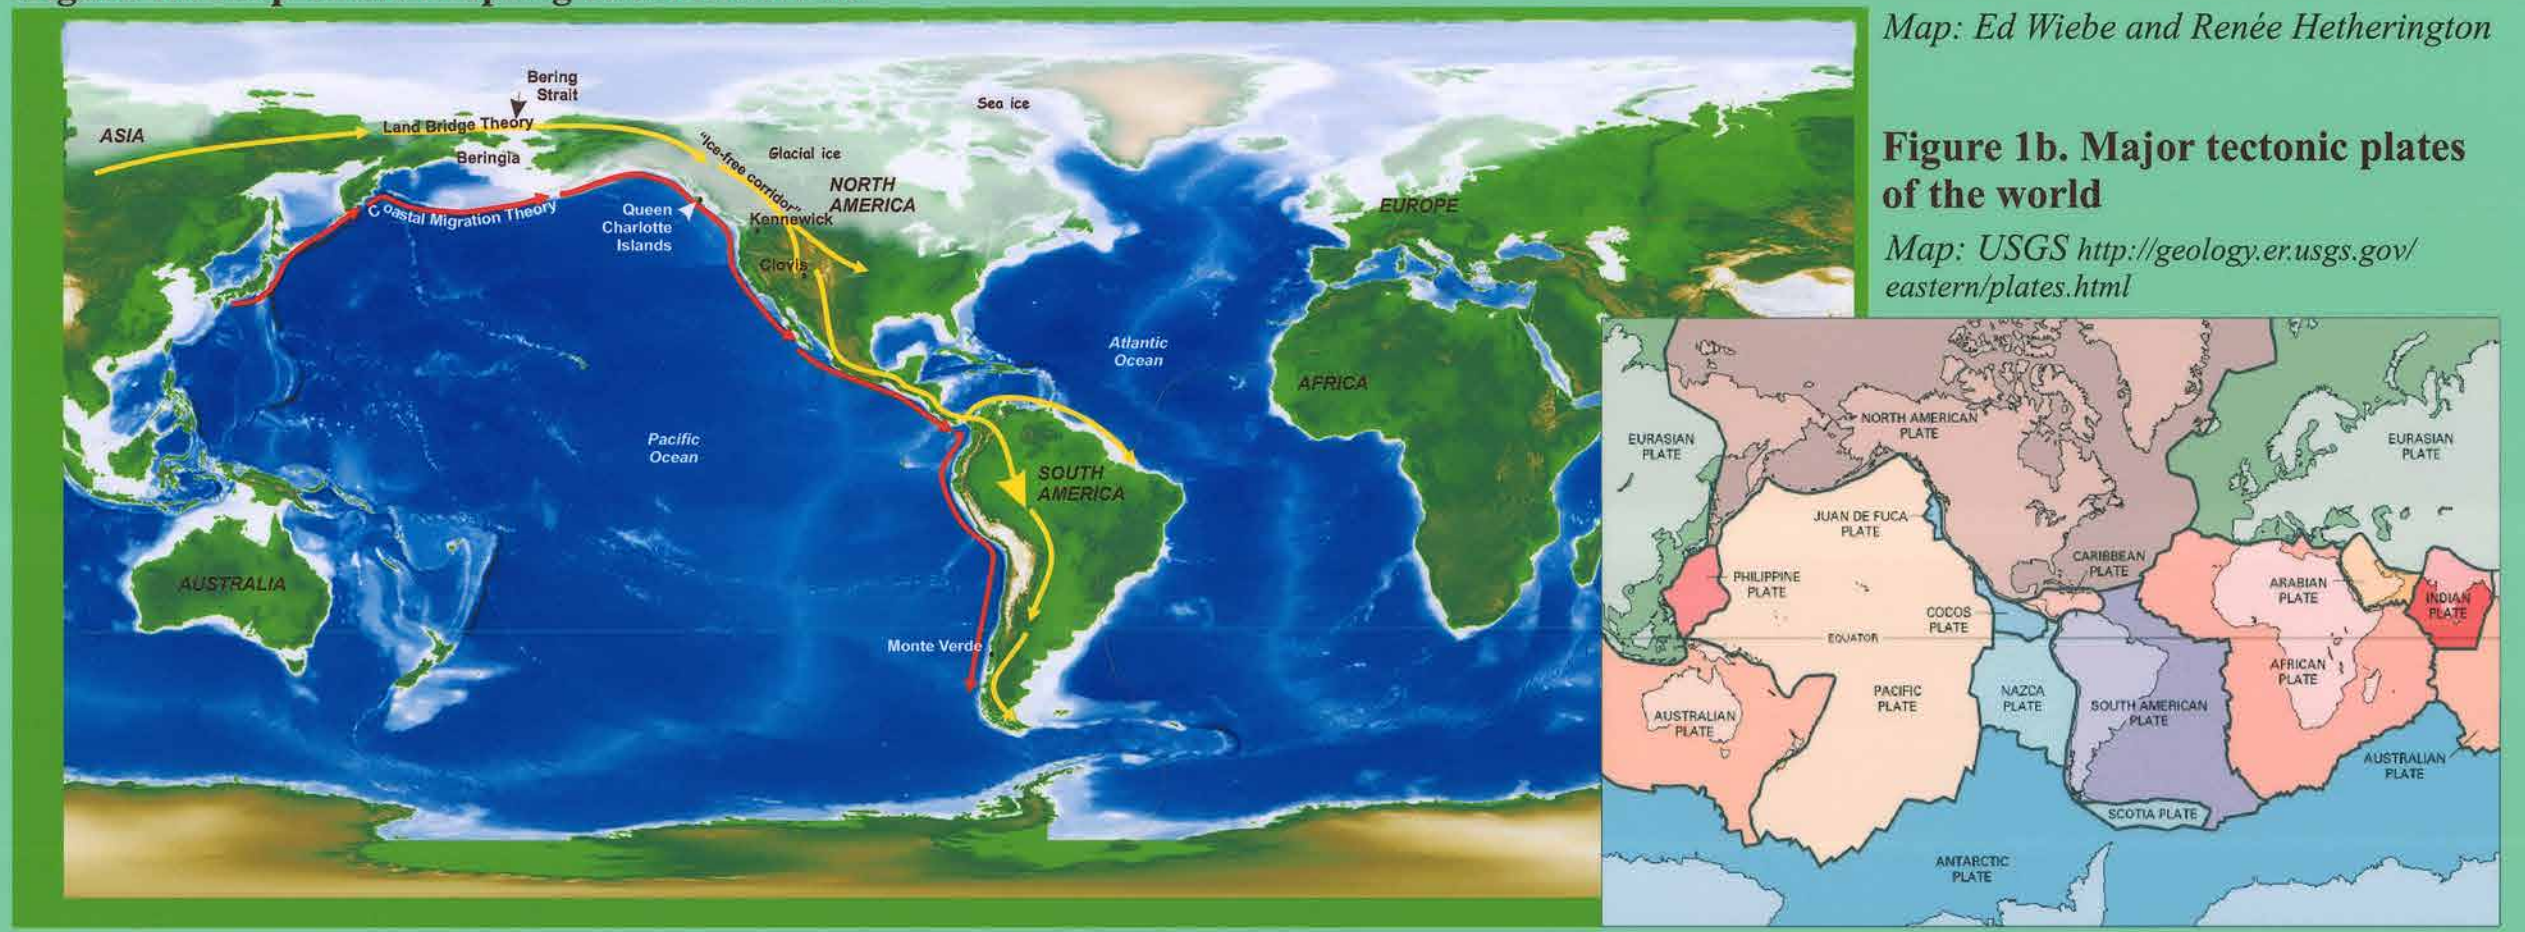 Map: Ed Wiebe and Renée Hetherington
Figure 1b. Major tectonic plates
of the world
Map: USGS http://geology.er.usgs.gov/
eastern/plates.html
Bering
Strait
ASIA
Land Bridge Theory
Beringia
Coastal Migration Theory
"Ice-free corridor"
Glacial ice
Sea ice
NORTH
AMERICA
Queen
Charlotte
Islands
Kennewick
Clovis
EUROPE
Atlantic
Ocean
AFRICA
Pacific
Ocean
SOUTH
AMERICA
AUSTRALIA
Monte Verde
NORTH AMERICAN
PLATE
EURASIAN
PLATE
EURASIAN
PLATE
JUAN DE FUCA
PLATE
CARIBBEAN
PLATE
PHILIPPINE
PLATE
ARABIAN
PLATE
INDIAN
PLATE
COCOS
PLATE
EQUATOR
AFRICAN
PLATE
PACIFIC
PLATE
NAZCA
PLATE
SOUTH AMERICAN
PLATE
AUSTRALIAN
PLATE
AUSTRALIAN
PLATE
SCOTIA PLATE
ANTARCTIC
PLATE